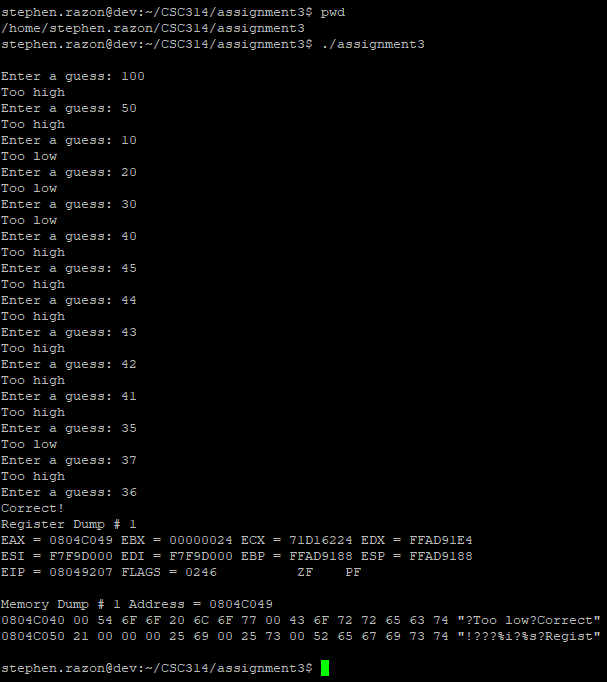 stephen.razon@dev:~/CSC314/assignment3$ pwd
/home/stephen.razon/CSC314/assignment3
stephen.razon@dev:~/CSC314/assignment3$ ./assignment3
Enter a guess: 100
Too high
Enter a guess: 50
Too high
Enter a guess: 10
Too low
Enter a guess: 20
Too low
Enter a guess: 30
Too low
Enter a guess: 40
Too high
Enter a guess: 45
Too high
Enter a guess: 44
Too high
Enter a guess: 43
Too high
Enter a guess: 42
Too high
Enter a guess: 41
Too high
Enter a guess: 35
Too low
Enter a guess: 37
Too high
Enter a guess: 36
Correct!
Register Dump # 1
EAX = 0804C049 EBX = 00000024 ECX = 71D16224 EDX = FFAD91E4
ESI = F7F9D000 EDI = F7F9D000 EBP = FFAD9188 ESP = FFAD9188
EIP = 08049207 FLAGS = 0246          ZF    PF
Memory Dump # 1 Address = 0804C049
0804C040 00 54 6F 6F 20 6C 6F 77 00 43 6F 72 72 65 63 74 "?Too low?Correct"
0804C050 21 00 00 00 25 69 00 25 73 00 52 65 67 69 73 74 "!???%i?%s?Regist"
stephen.razon@dev:~/CSC314/assignment3$